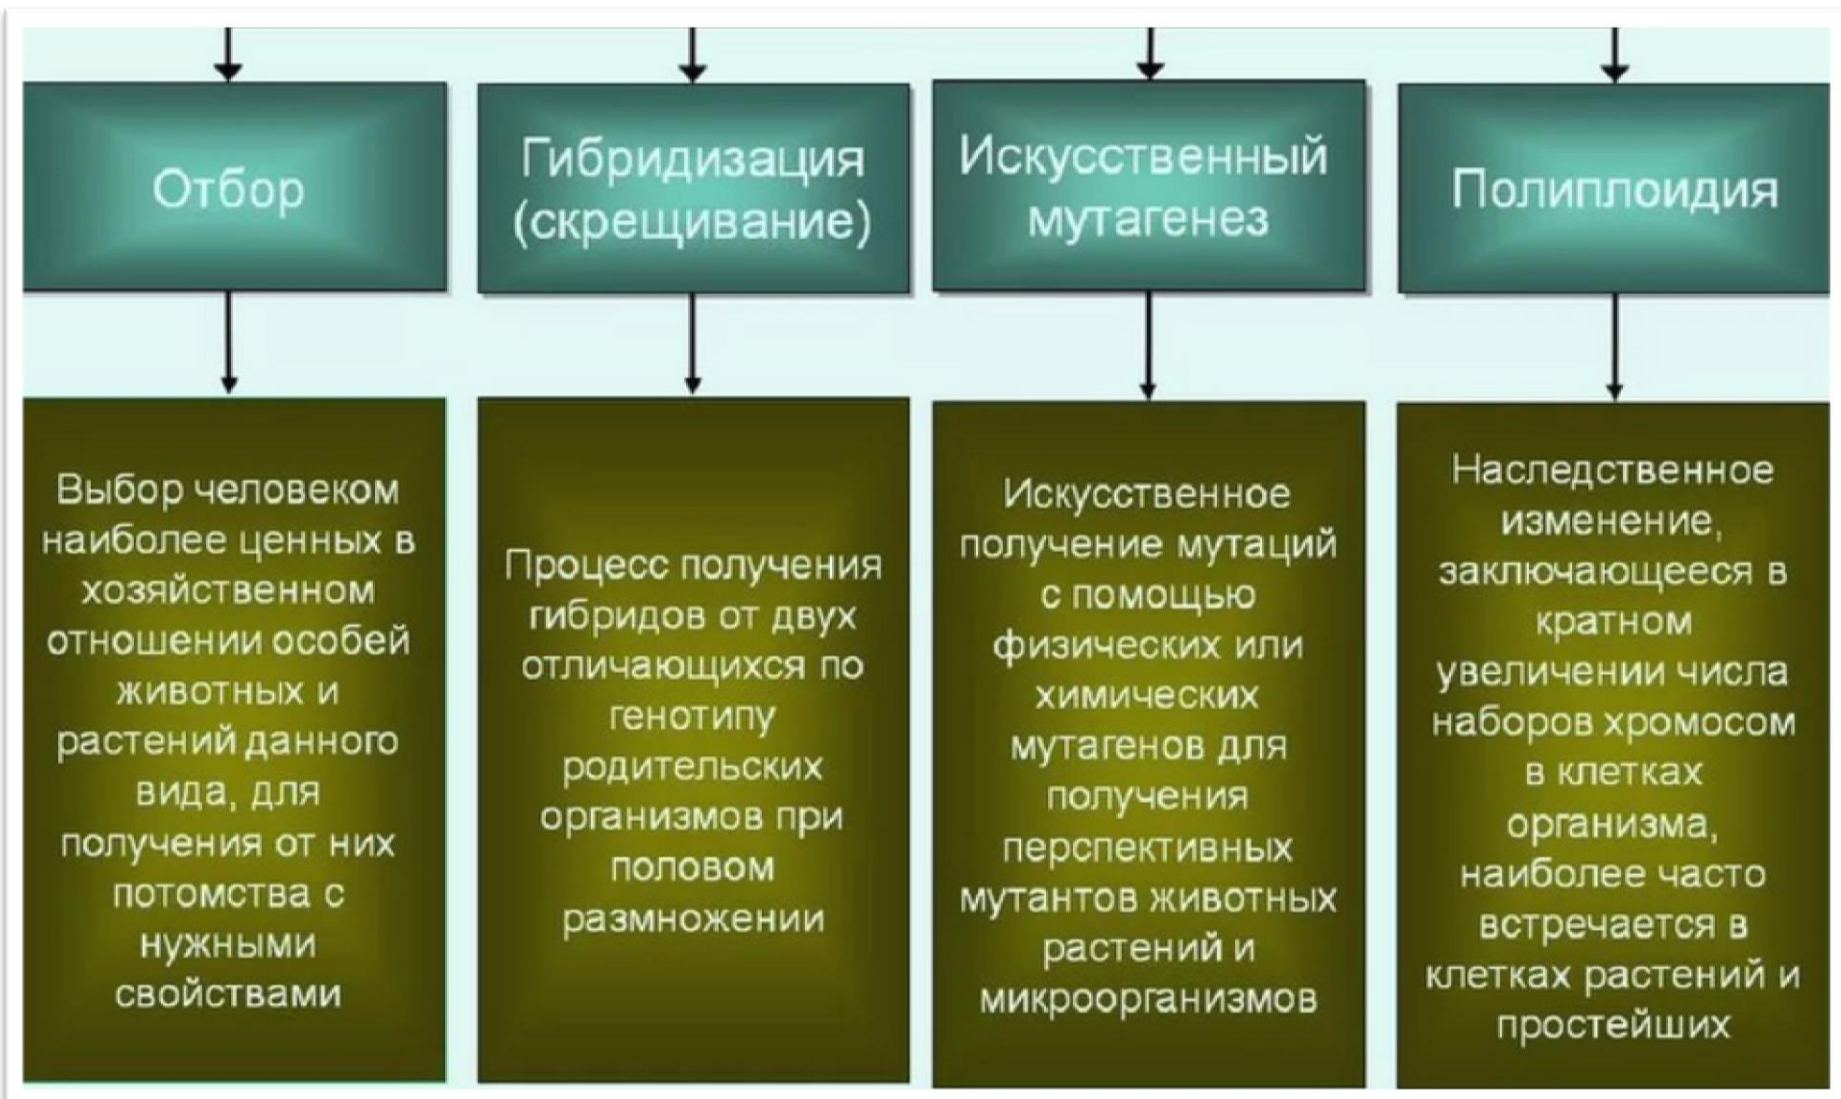 Отбор
Гибридизация
(скрещивание)
Искусственный
мутагенез
Полиплоидия
Выбор человеком
наиболее ценных в
хозяйственном
отношении особей
животных и
растений данного
вида, для
получения от них
потомства с
нужными
свойствами
Процесс получения
гибридов от двух
отличающихся по
генотипу
родительских
организмов при
половом
размножении
Искусственное
получение мутаций
с помощью
физических или
химических
мутагенов для
получения
перспективных
мутантов животных
растений и
микроорганизмов
Наследственное
изменение,
заключающееся в
кратном
увеличении числа
наборов хромосом
в клетках
организма,
наиболее часто
встречается в
клетках растений и
простейших